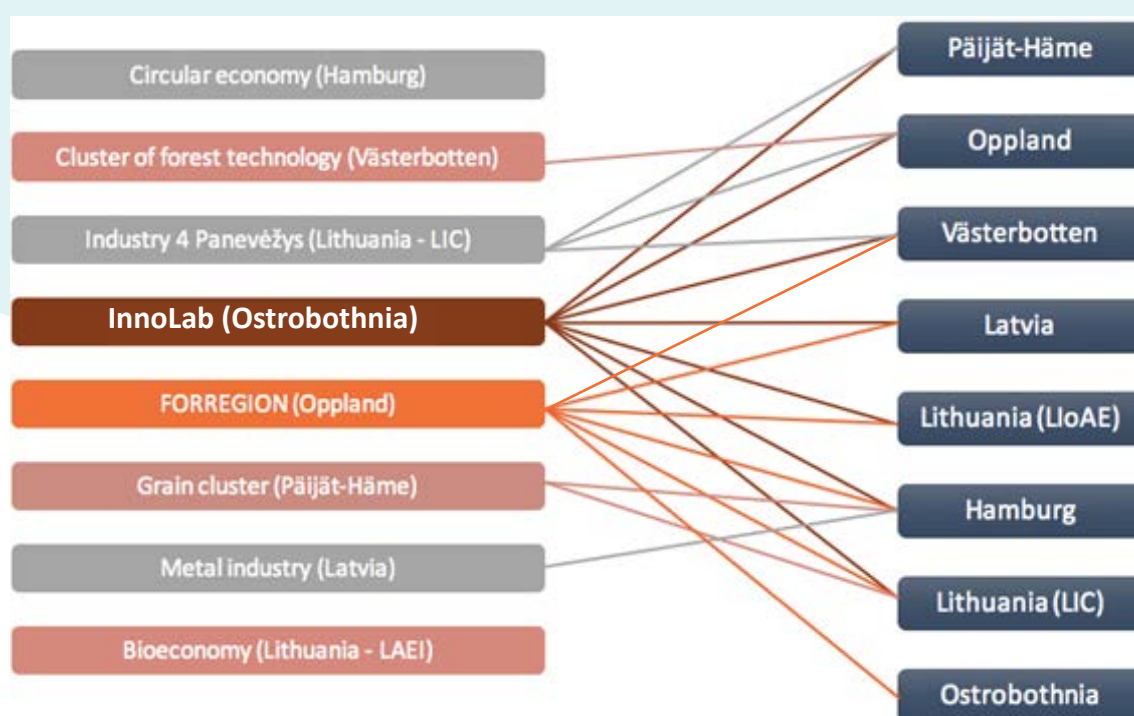 Circular economy (Hamburg)
Cluster of forest technology (Västerbotten)
Industry 4 Panevėžys (Lithuania - LIC)
InnoLab (Ostrobothnia)
FORREGION (Oppland)
Grain cluster (Päijät-Häme)
Metal industry (Latvia)
Bioeconomy (Lithuania - LAEI)
Päijät-Häme
Oppland
Västerbotten
Latvia
Lithuania (LIoAE)
Hamburg
Lithuania (LIC)
Ostrobothnia